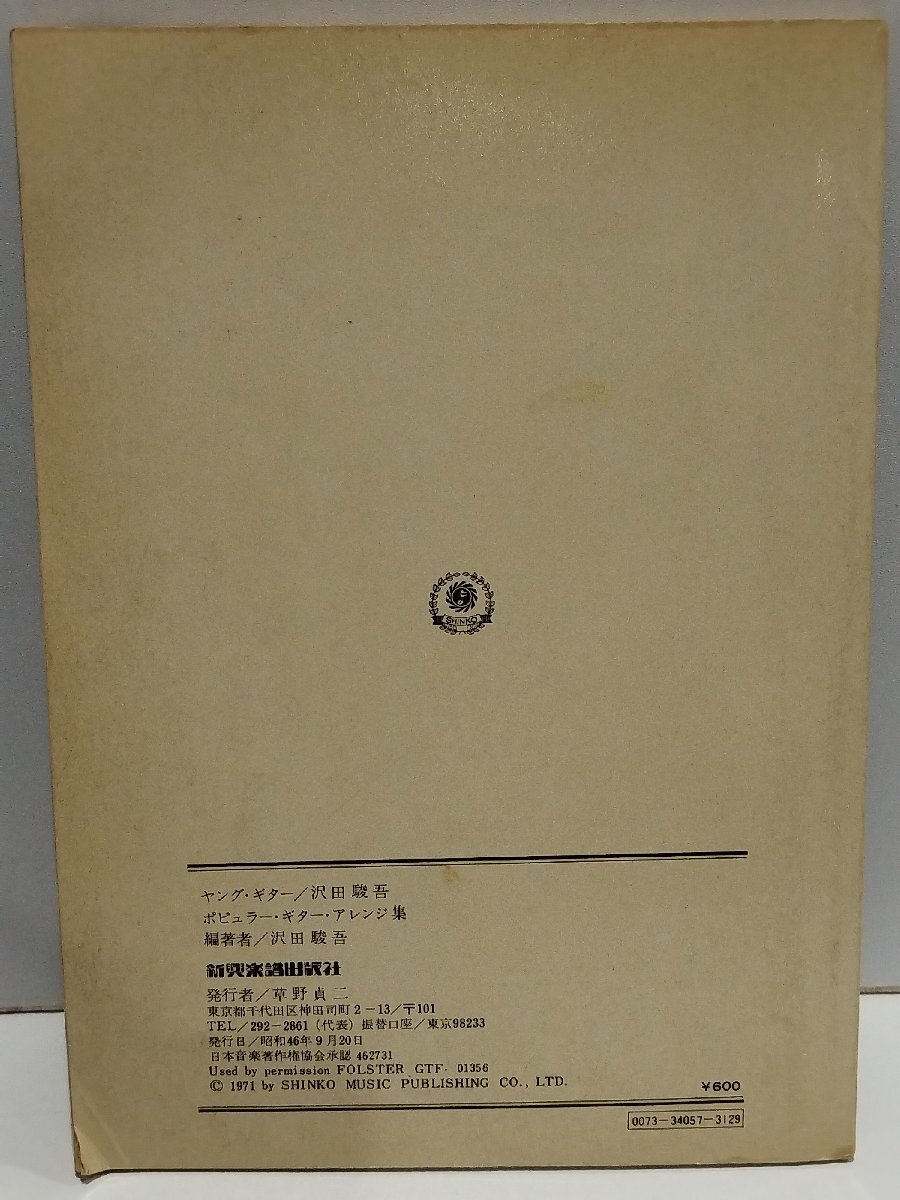 SHINKO
ヤング・ギター/沢田駿吾
ポピュラー・ギター・アレンジ集
編著者/沢田駿吾
新興楽譜出版社
発行者/草野貞二
東京都千代田区神田司町2-13/〒101
TEL/292-2861(代表)振替口座/東京98233
発行日/昭和46年9月20日
日本音楽著作権協会承認 462731
Used by permission FOLSTER GTF. 01356
© 1971 by SHINKO MUSIC PUBLISHING CO., LTD.
¥600
0073-34057-3129